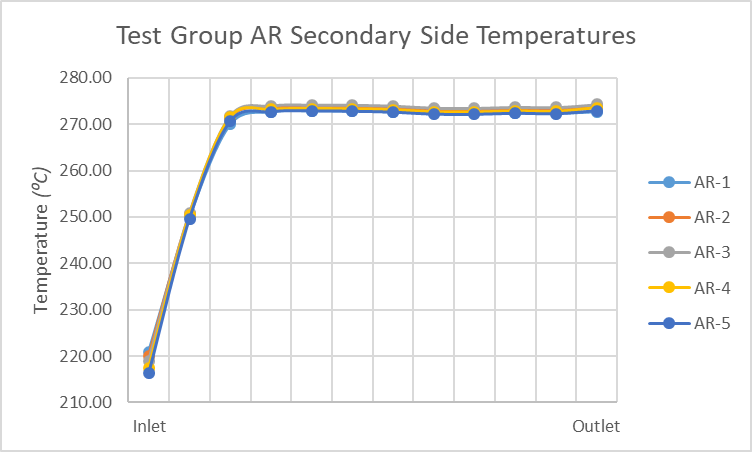 Test Group AR Secondary Side Temperatures
Temperature (ºC)
280.00
270.00
260.00
250.00
240.00
230.00
220.00
210.00
Inlet
Outlet
AR-1
AR-2
AR-3
AR-4
AR-5